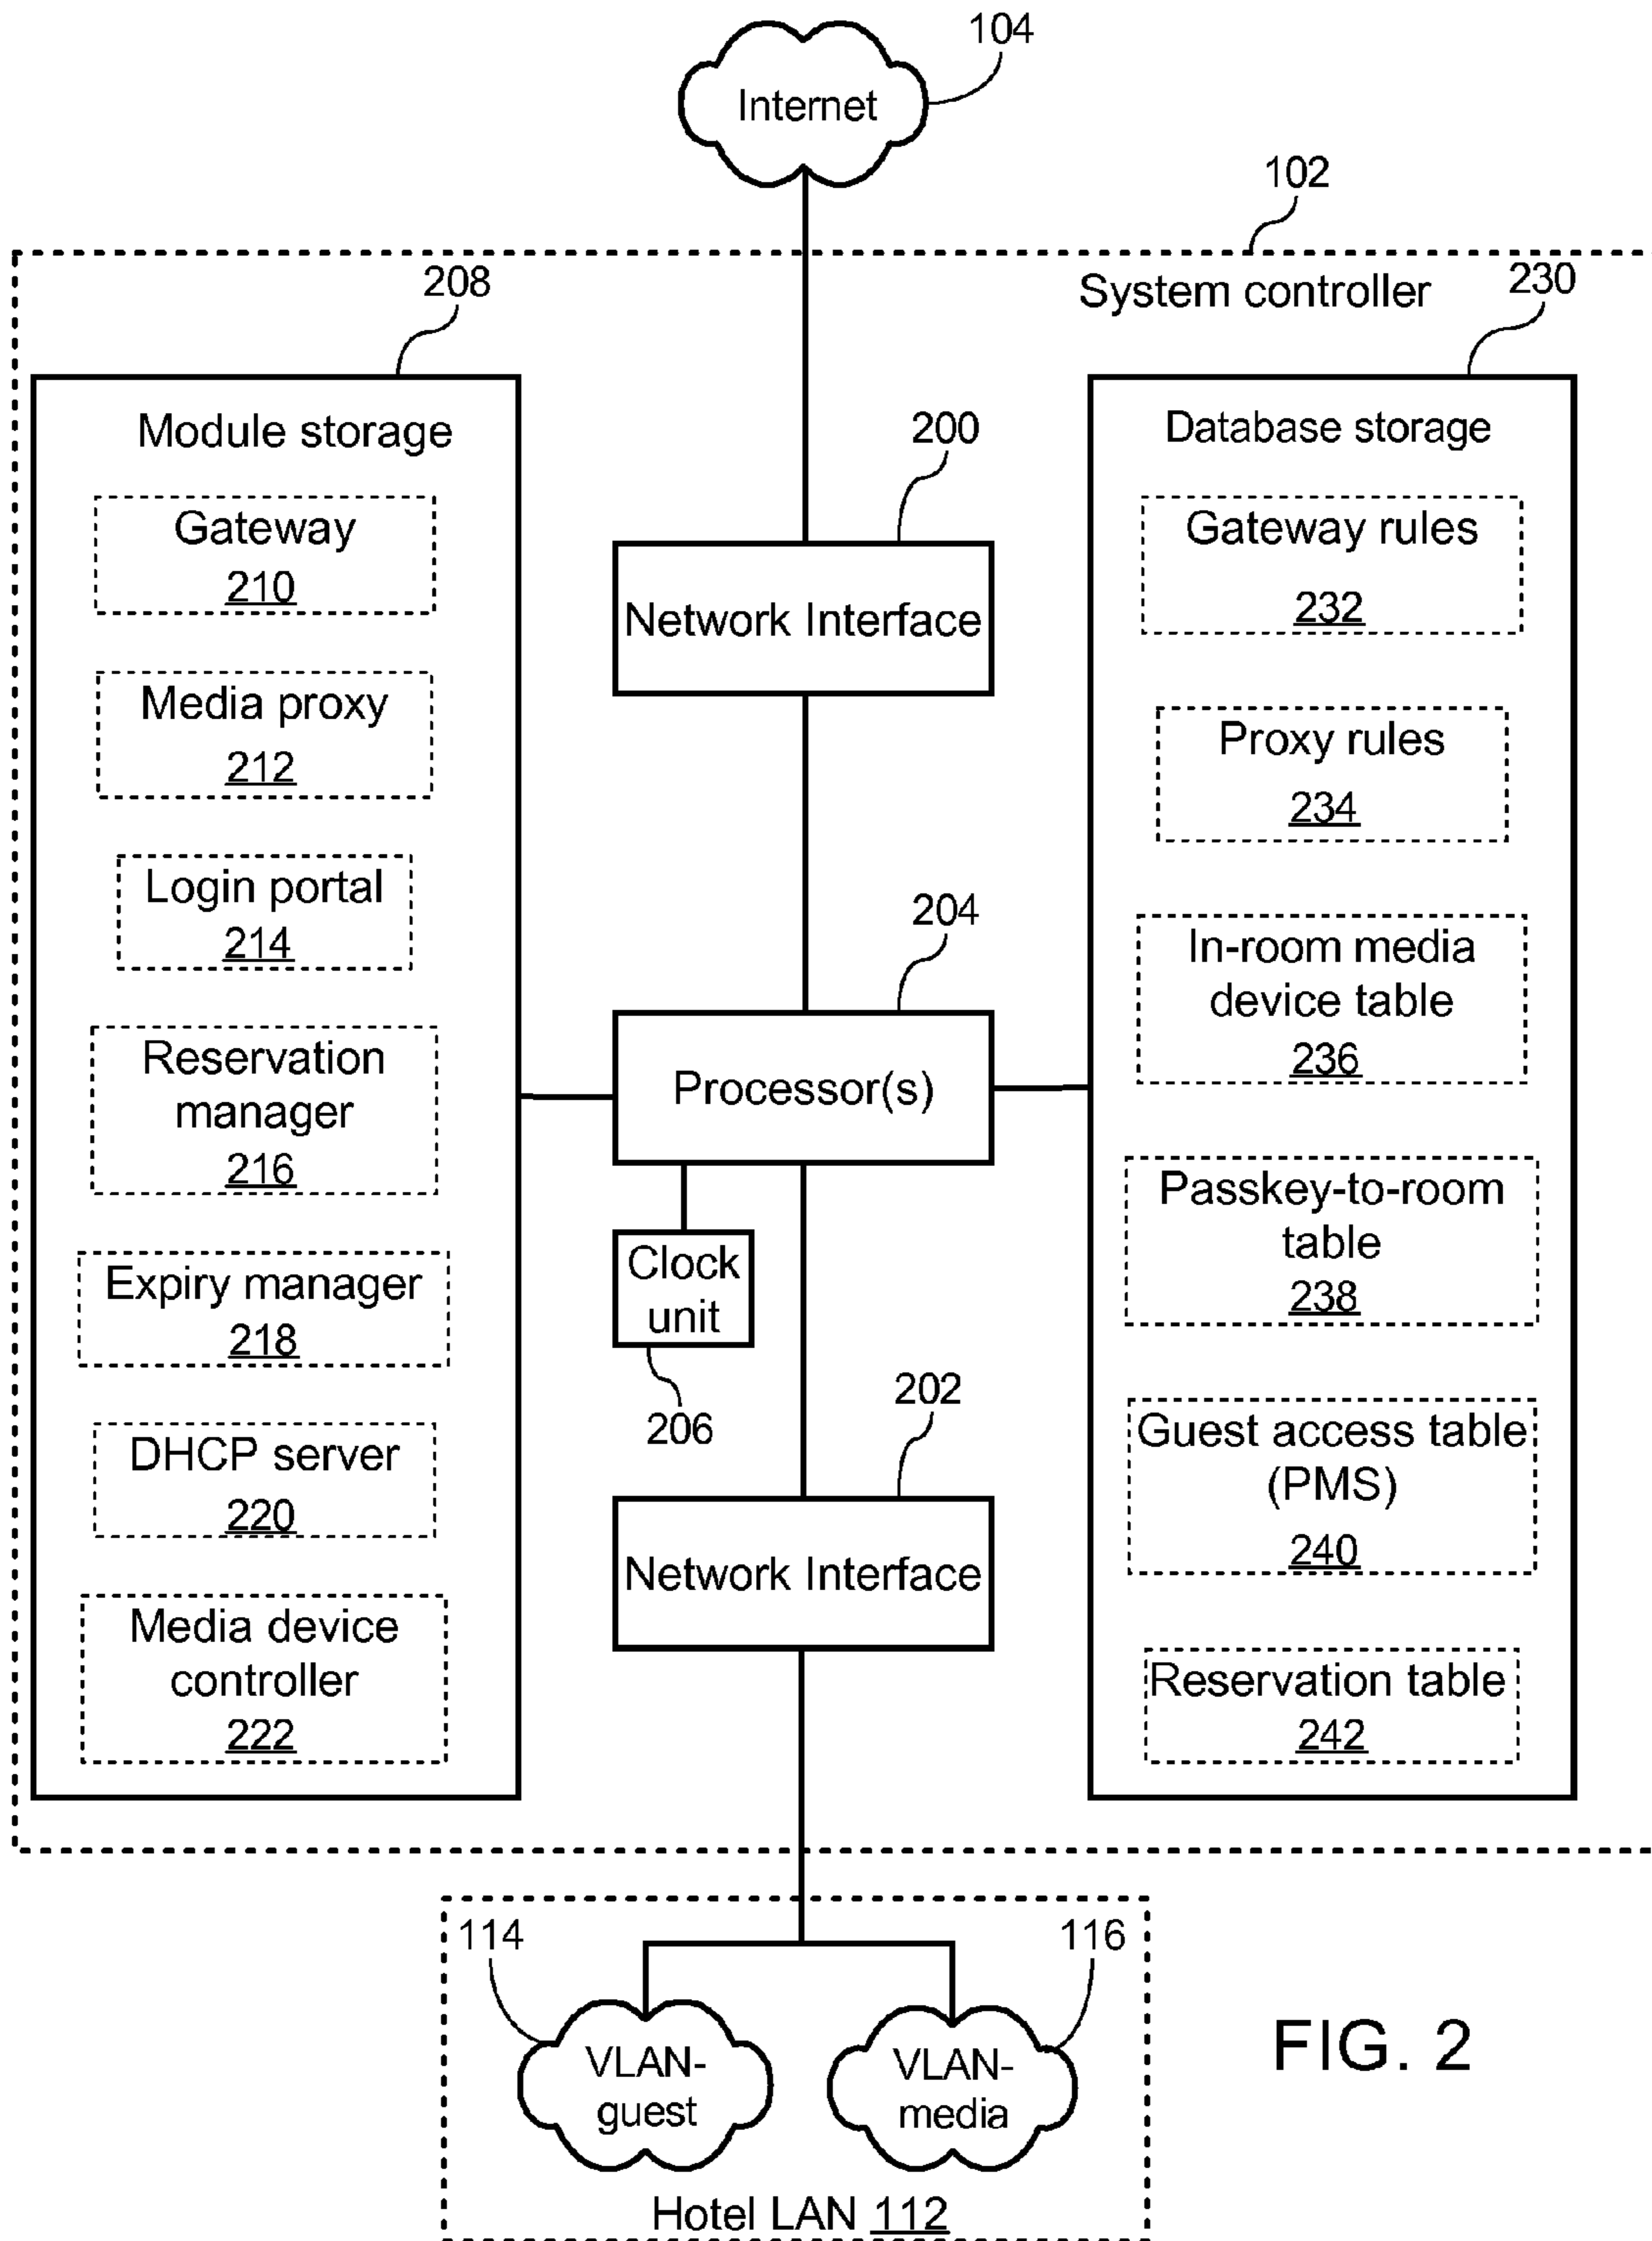 104
Internet
102
System controller
208
230
Module storage
Gateway
210
Media proxy
212
Login portal
214
Reservation
manager
216
Expiry manager
218
DHCP server
220
Media device
controller
222
200
Network Interface
204
Processor(s)
Clock
unit
206
202
Network Interface
Database storage
Gateway rules
232
Proxy rules
234
In-room media
device table
236
Passkey-to-room
table
238
Guest access table
(PMS)
240
Reservation table
242
114
116
VLAN-
guest
VLAN-
media
Hotel LAN 112
FIG. 2